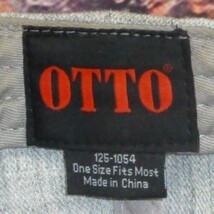 OTTO®
125-1054
One Size Fits Most
Made in China